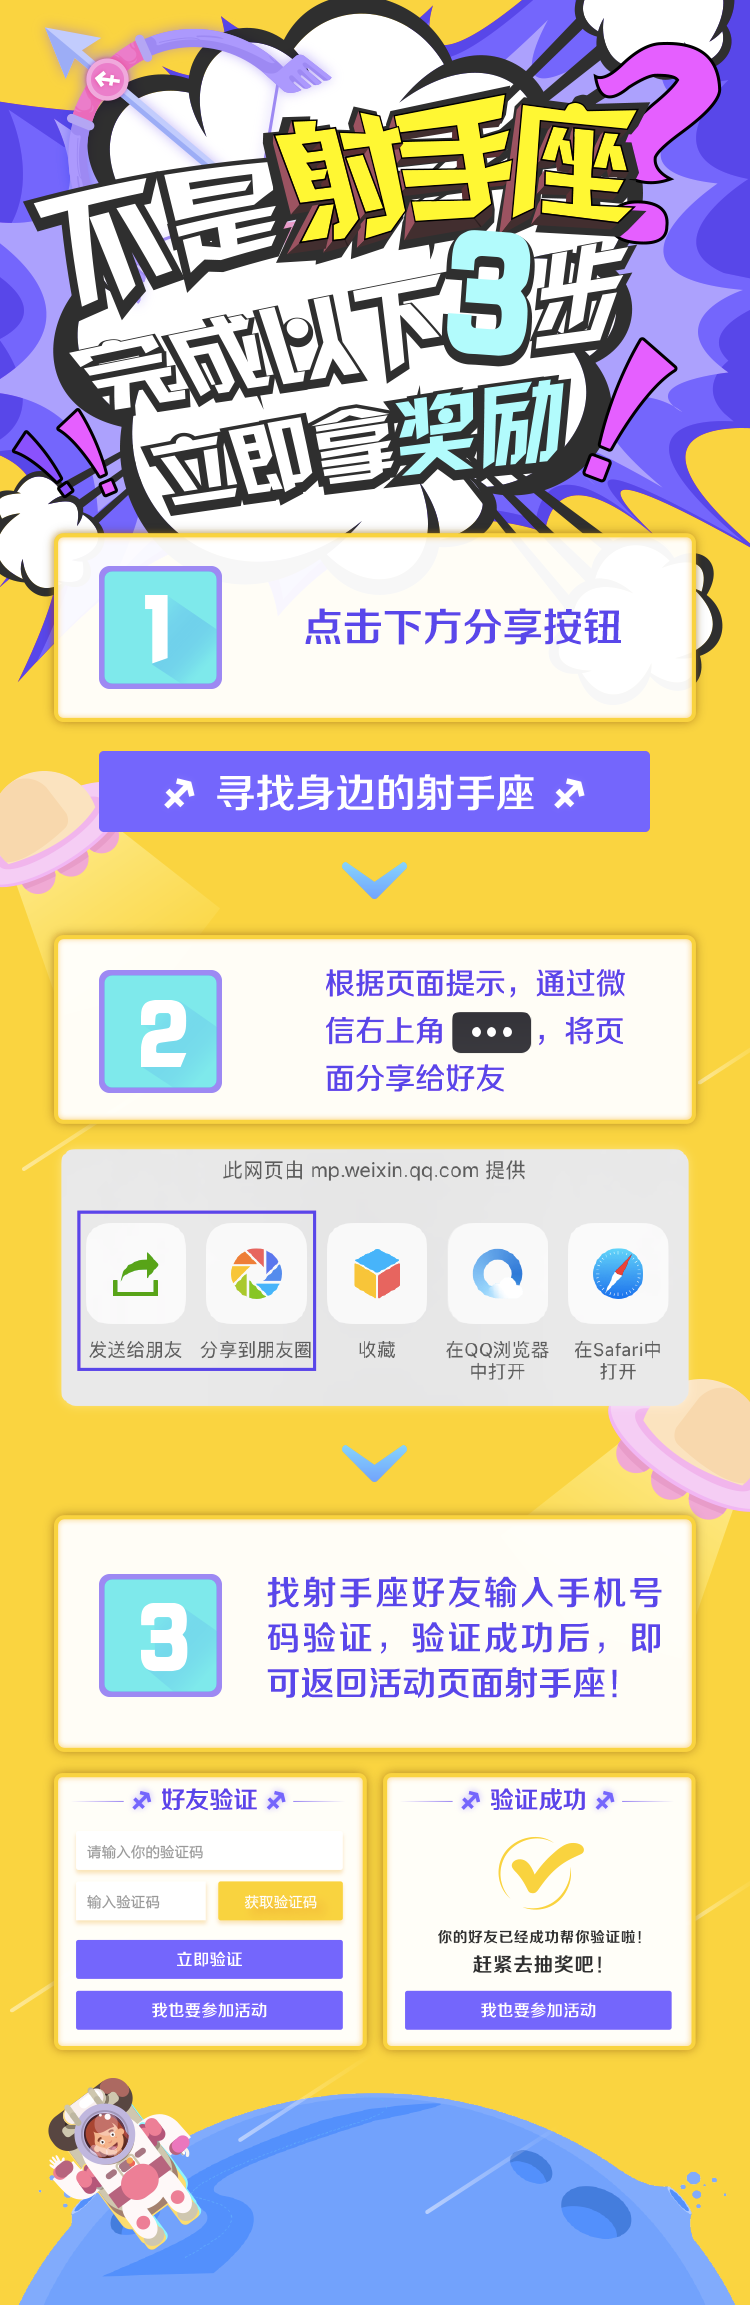 不是射手座?
完成以下3步
立即拿奖励!
1
点击下方分享按钮
寻找身边的射手座
2
根据页面提示，通过微
信右上角 •••，将页
面分享给好友
此网页由 mp.weixin.qq.com 提供
发送给朋友
分享到朋友圈
收藏
在QQ浏览器
中打开
在Safari中
打开
3
找射手座好友输入手机号
码验证，验证成功后，即
可返回活动页面射手座！
好友验证
请输入你的验证码
输入验证码
获取验证码
立即验证
我也要参加活动
验证成功
你的好友已经成功帮你验证啦！
赶紧去抽奖吧！
我也要参加活动